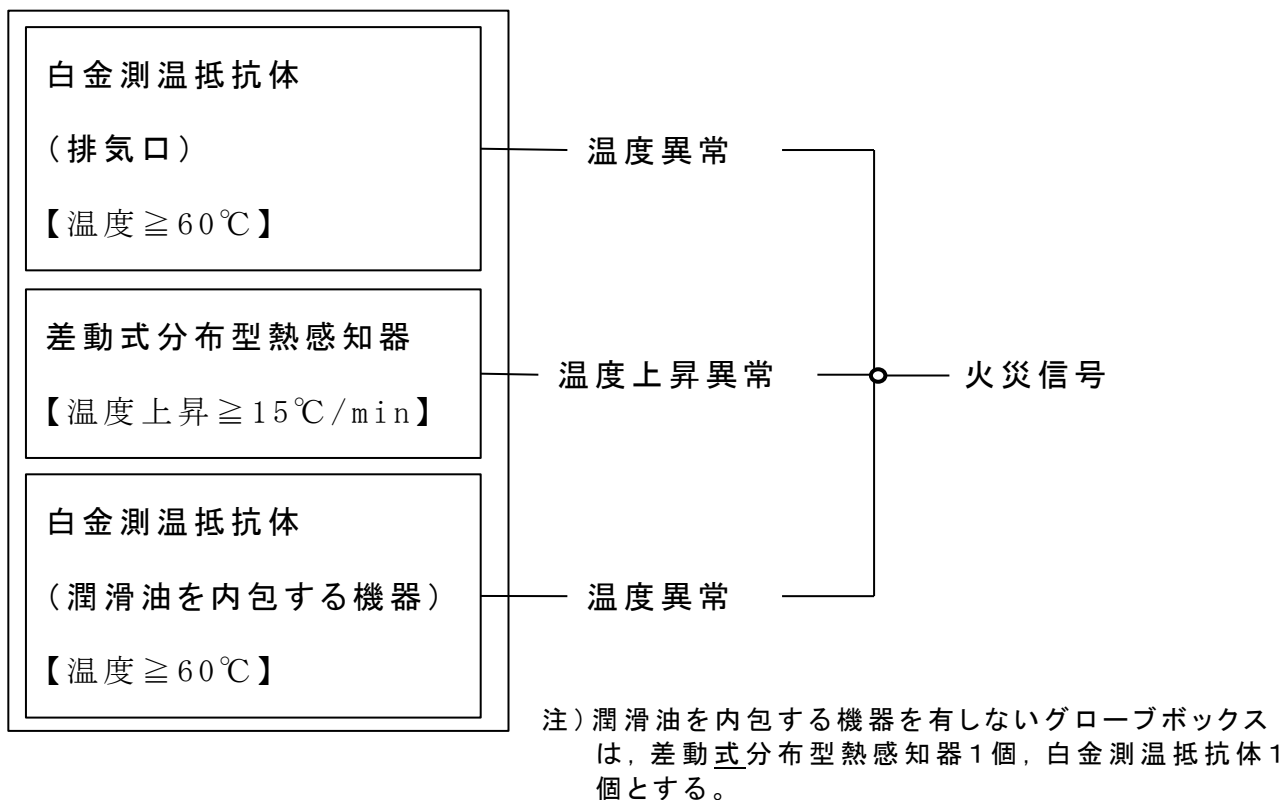 白金測温抵抗体
（排気口）
【温度≧60℃】
温度異常
差動式分布型熱感知器
【温度上昇≧15℃/min】
温度上昇異常
火災信号
白金測温抵抗体
（潤滑油を内包する機器）
【温度≧60℃】
温度異常
注）潤滑油を内包する機器を有しないグローブボックス
は，差動式分布型熱感知器1個，白金測温抵抗体1
個とする。